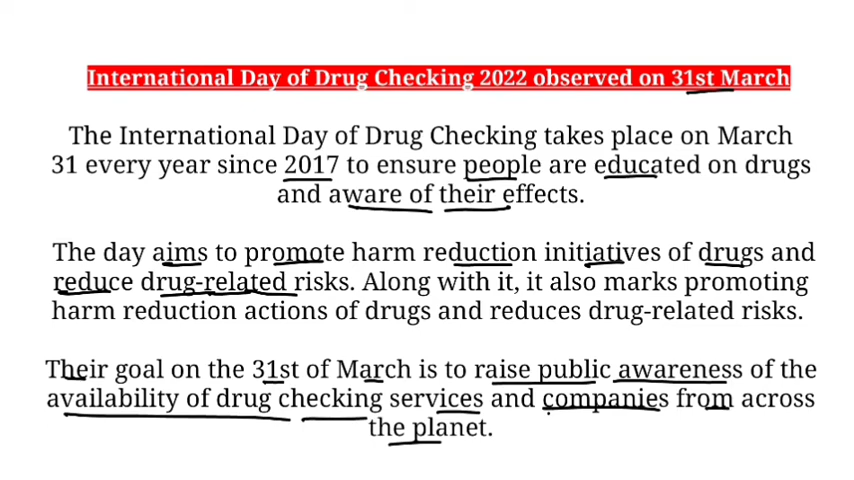 International Day of Drug Checking 2022 observed on 31st March
The International Day of Drug Checking takes place on March
31 every year since 2017 to ensure people are educated on drugs
and aware of their effects.
The day aims to promote harm reduction initiatives of drugs and
reduce drug-related risks. Along with it, it also marks promoting
harm reduction actions of drugs and reduces drug-related risks.
Their goal on the 31st of March is to raise public awareness of the
availability of drug checking services and companies from across
the planet.